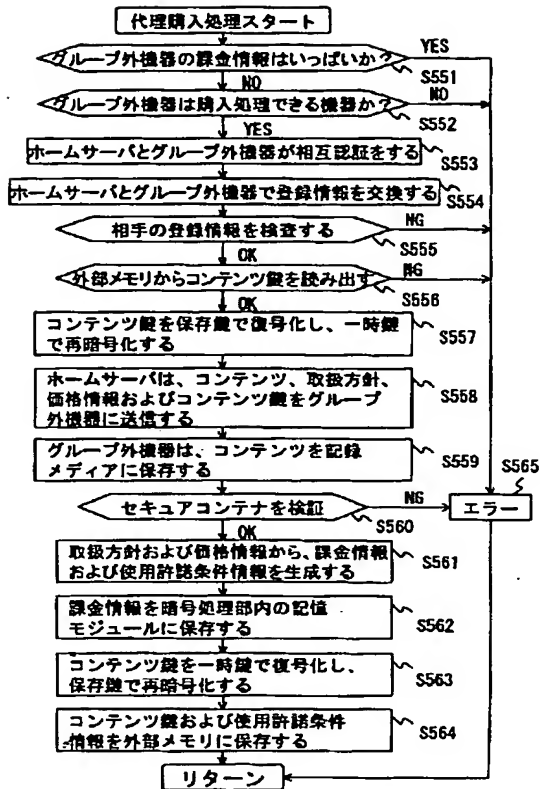 代理購入処理スタート
グループ外機器の課金情報はいっぱいか?
YES
S551
NO
グループ外機器は購入処理できる機器か?
NO
S552
YES
ホームサーバとグループ外機器が相互認証をする
S553
ホームサーバとグループ外機器で登録情報を交換する
S554
相手の登録情報を検査する
NG
S555
OK
外部メモリからコンテンツ鍵を読み出す
NG
S556
OK
コンテンツ鍵を保存鍵で復号化し、一時鍵
で再暗号化する
S557
ホームサーバは、コンテンツ、取扱方針、
価格情報およびコンテンツ鍵をグループ
外機器に送信する
S558
グループ外機器は、コンテンツを記録
メディアに保存する
S559
S565
セキュアコンテナを検証
NG
エラー
S560
OK
取扱方針および価格情報から、課金情報
および使用許諾条件情報を生成する
S561
課金情報を暗号処理部内の記憶
モジュールに保存する
S562
コンテンツ鍵を一時鍵で復号化し、
保存鍵で再暗号化する
S563
コンテンツ鍵および使用許諾条件
情報を外部メモリに保存する
S564
リターン